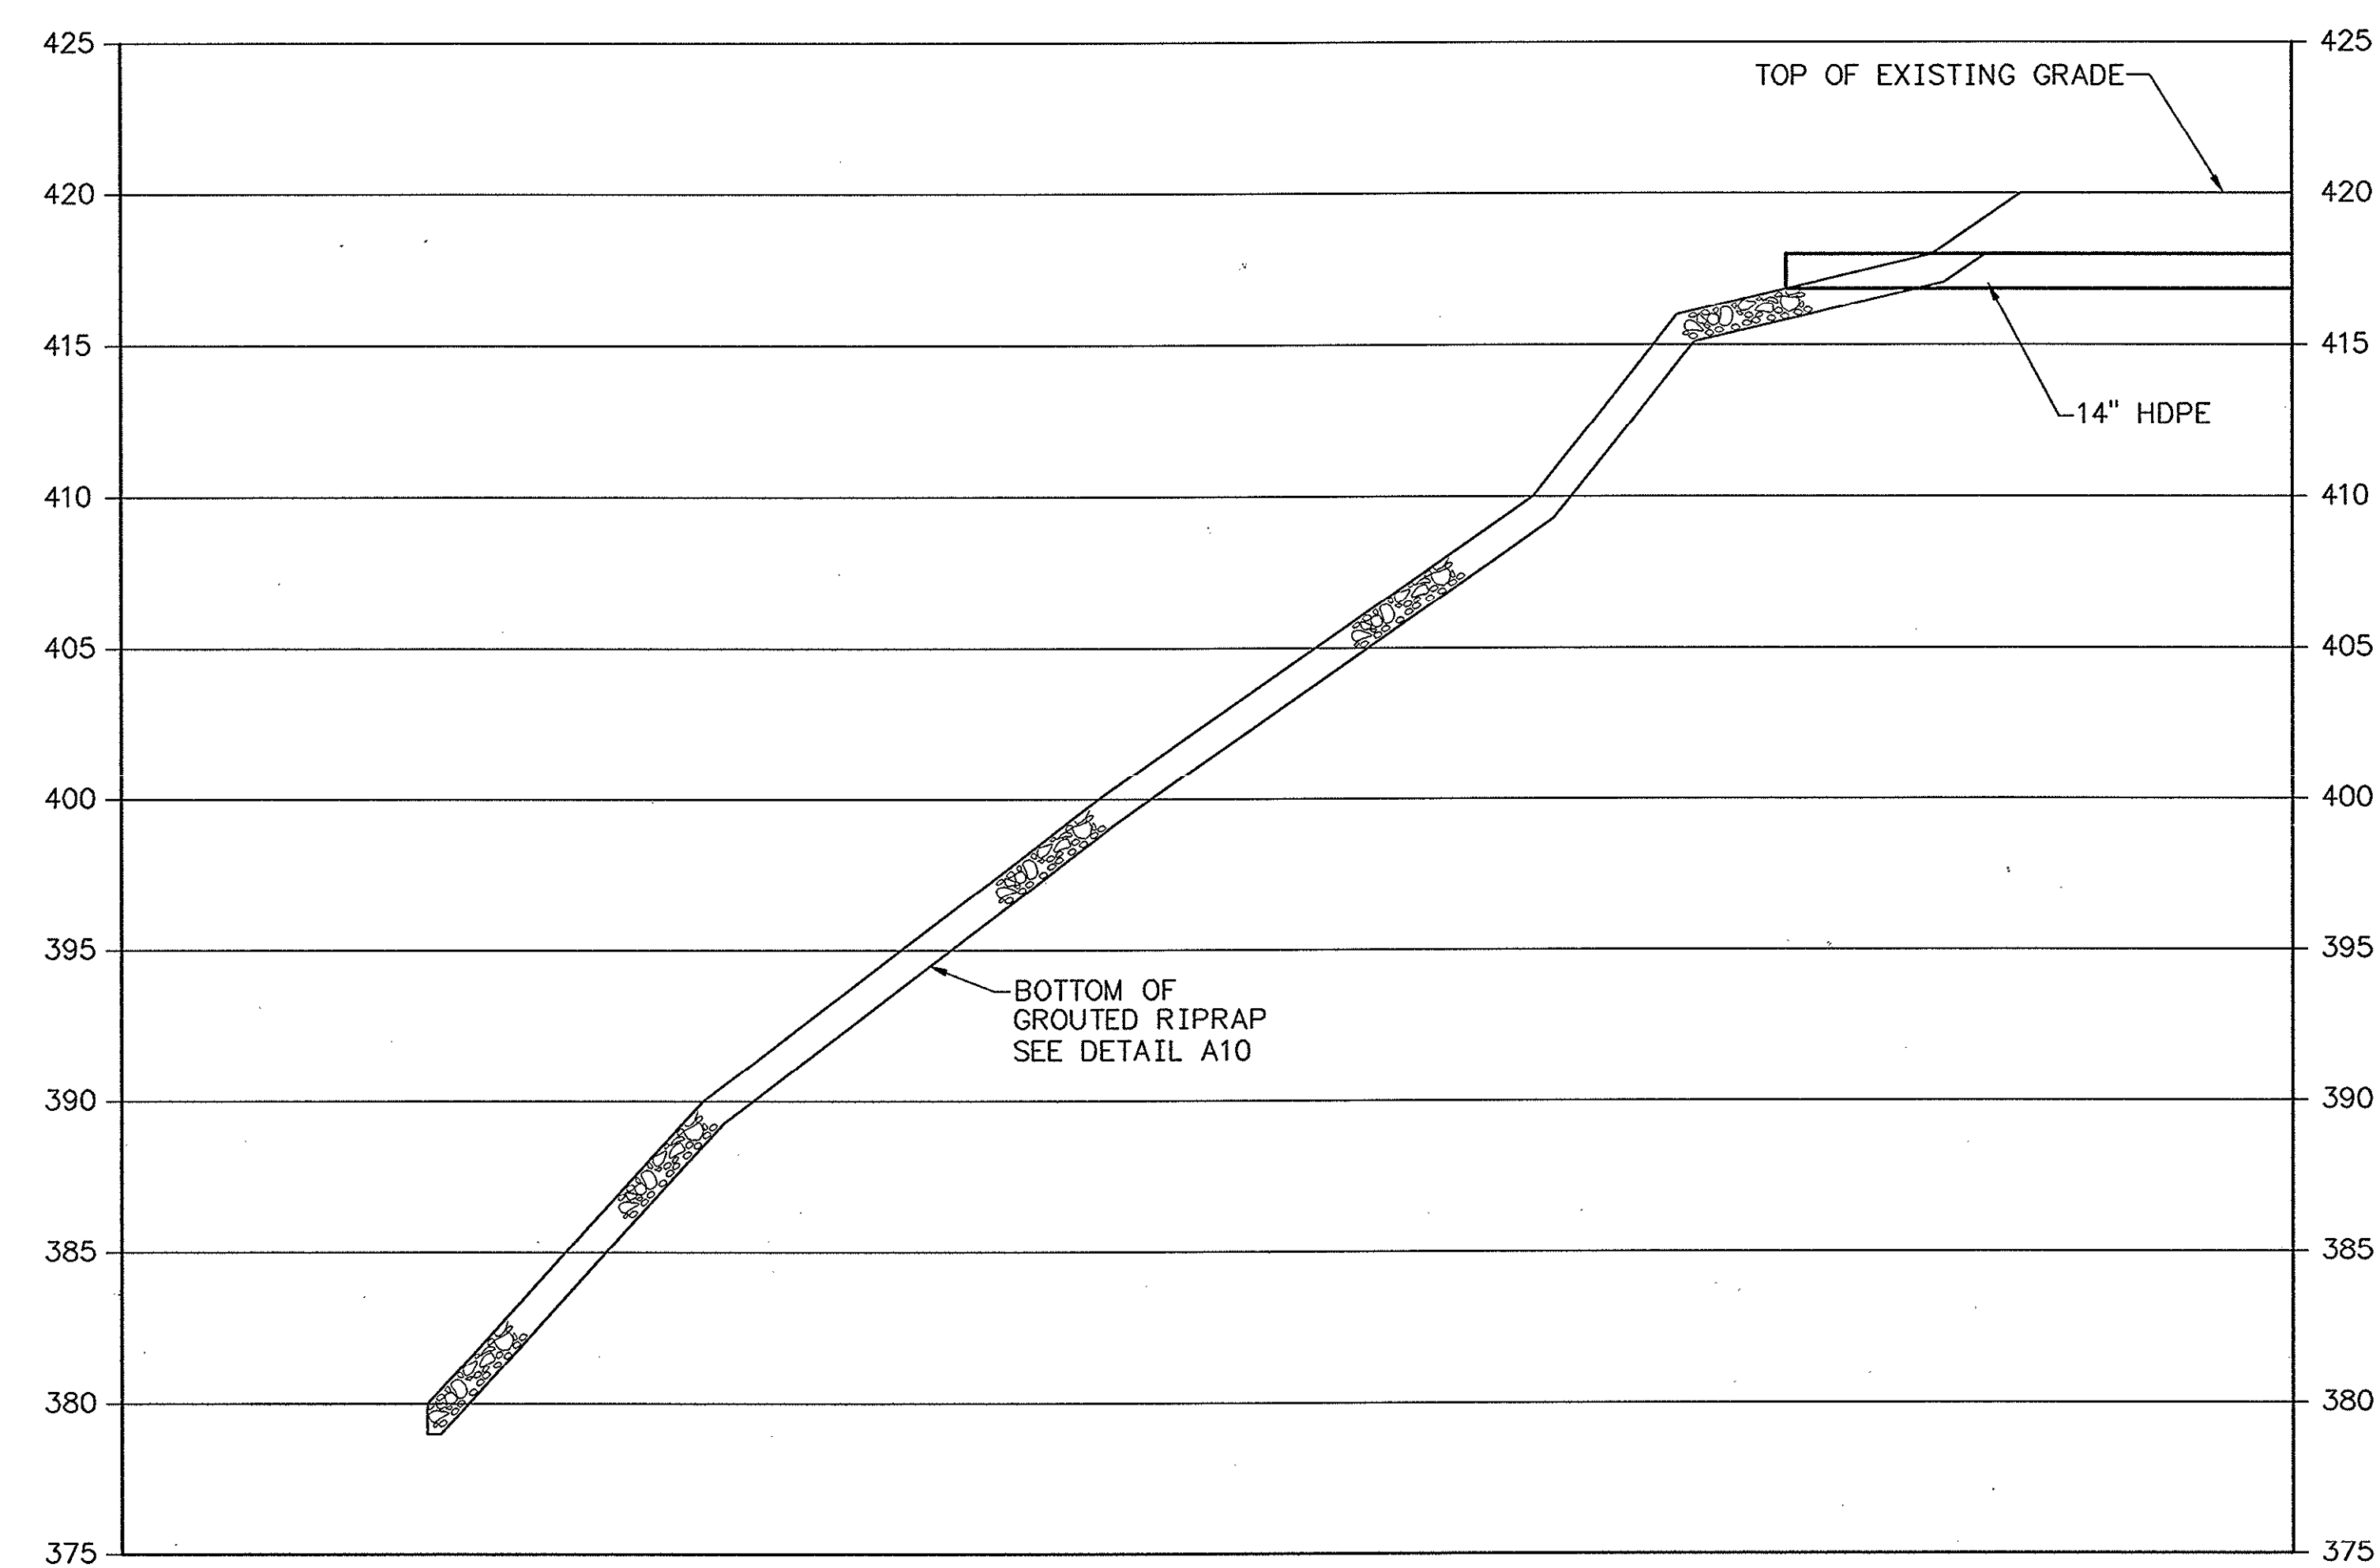 425 425
TOP OF EXISTING GRADE
420 420
415 415
14" HDPE
410 410
405 405
400 400
395 395
BOTTOM OF
GROUTED RIPRAP
SEE DETAIL A10
390 390
385 385
380 380
375 375